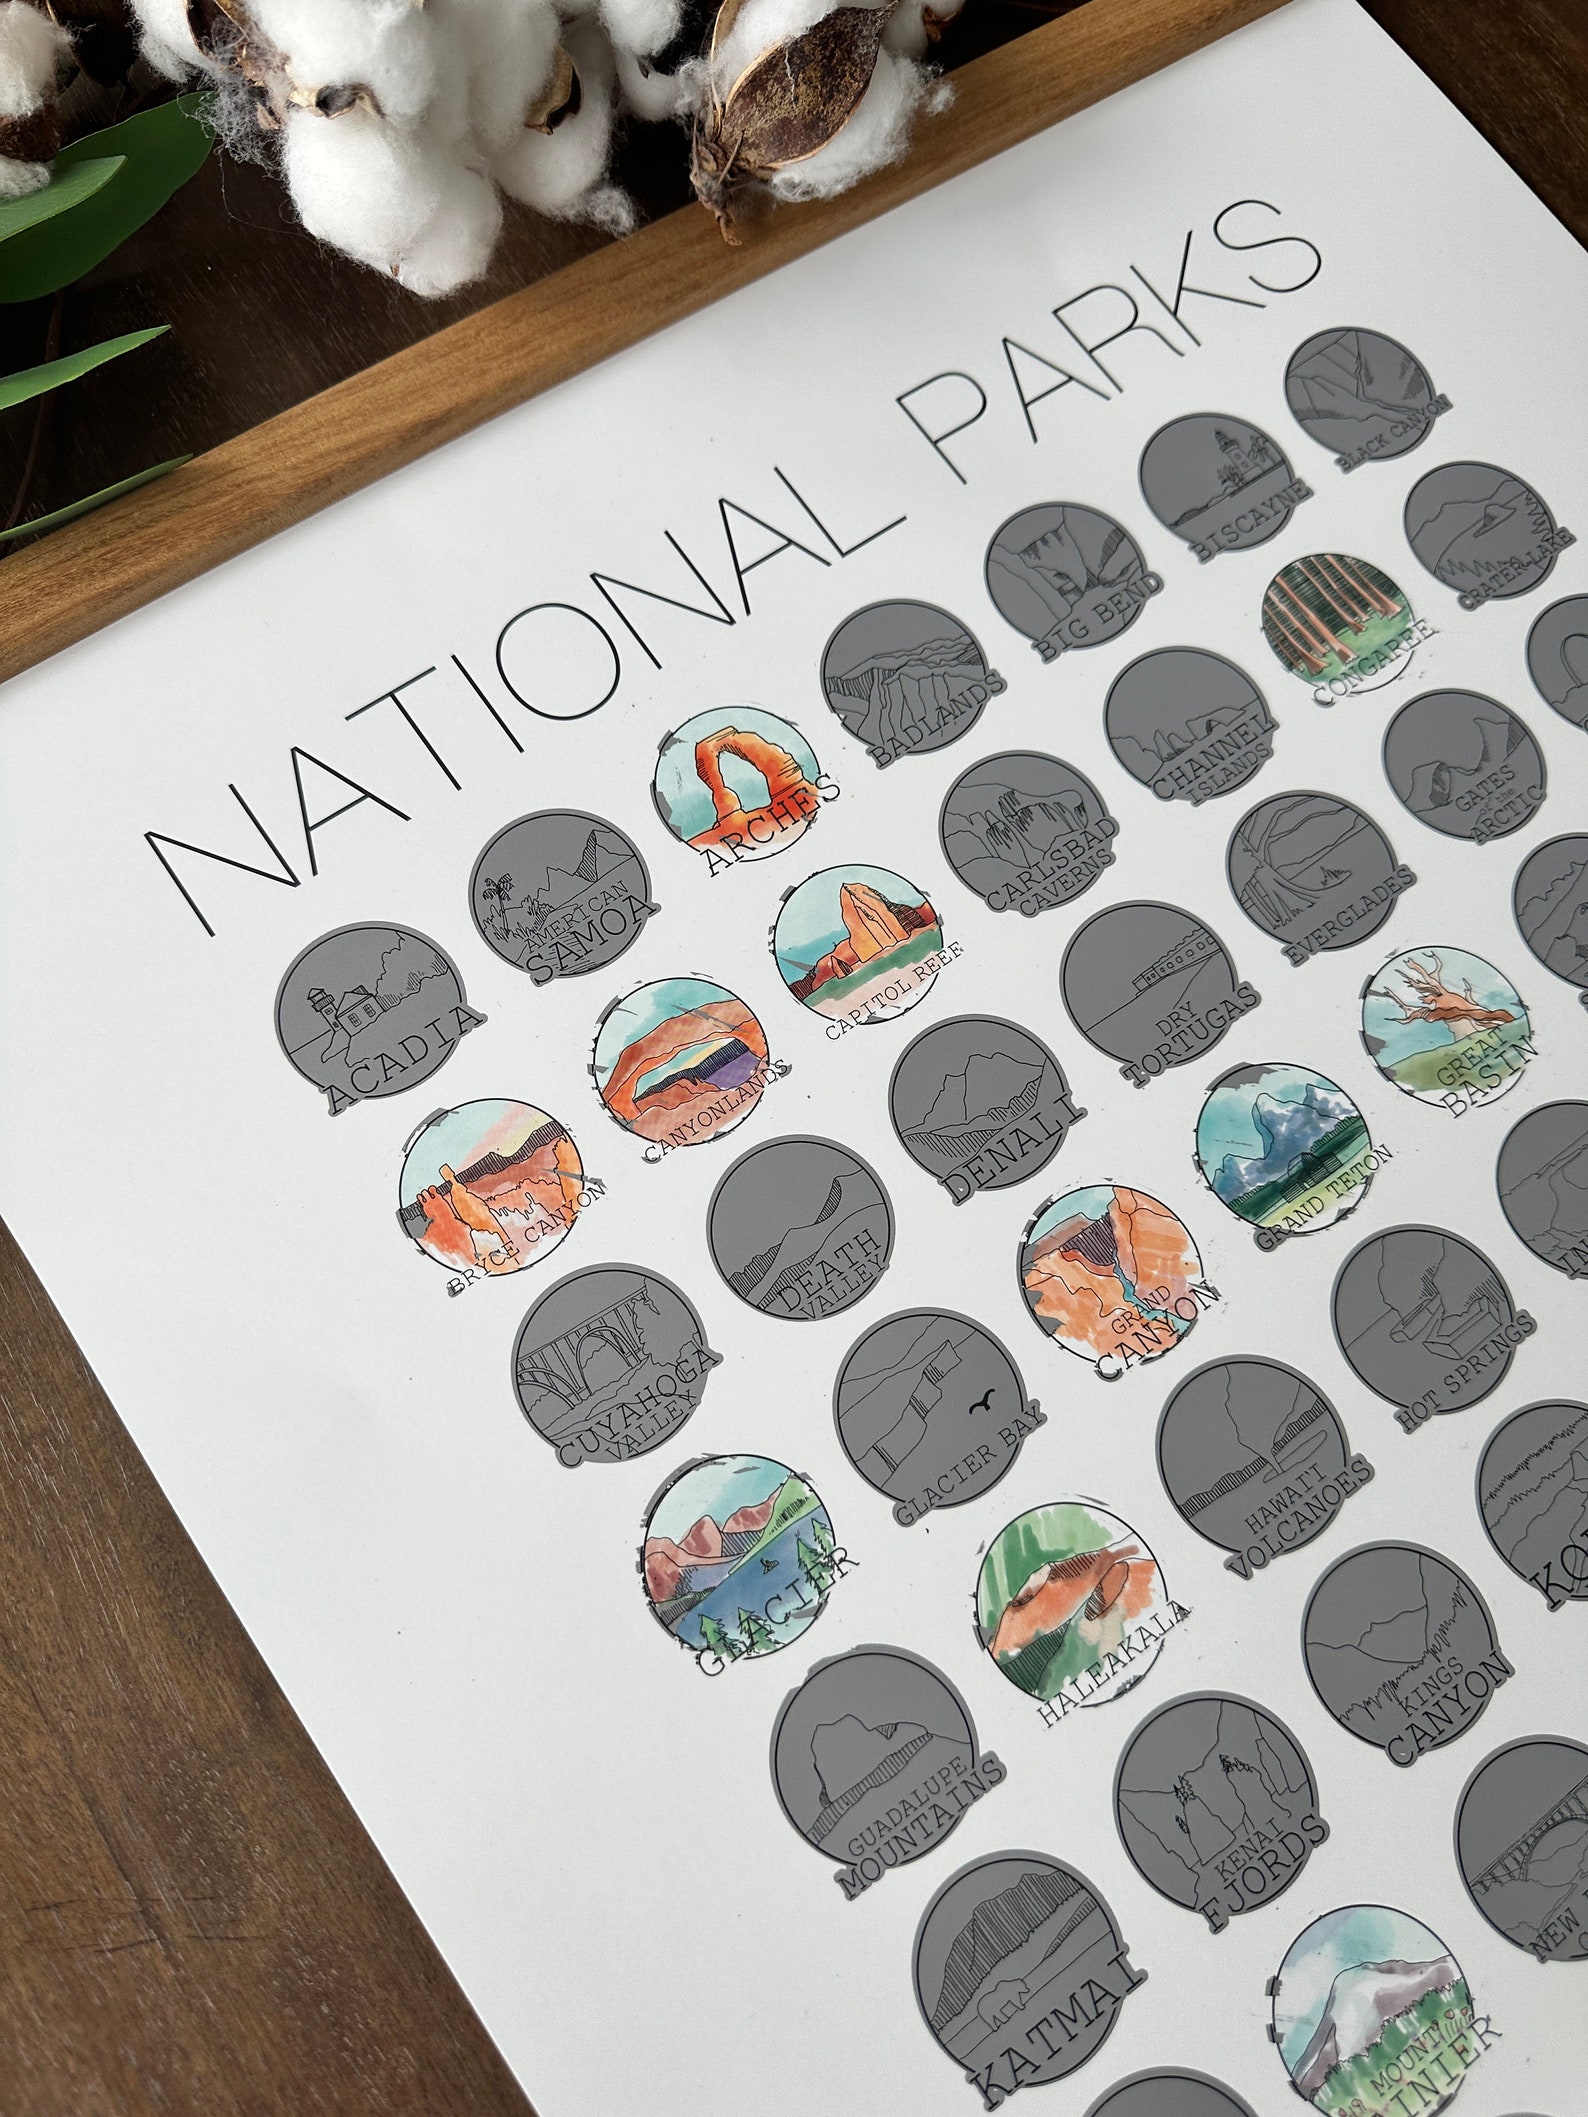 NATIONAL PARKS
ACADIA
AMERICAN
SAMOA
ARCHES
BADLANDS
BIG BEND
BISCAYNE
BLACK CANYON
BRYCE CANYON
CANYONLANDS
CAPITOL REEF
CARLSBAD
CAVERNS
CHANNEL
ISLANDS
CONGAREE
CRATER LAKE
CUYAHOGA
VALLEY
DEATH
VALLEY
DENALI
DRY
TORTUGAS
EVERGLADES
GATES
of the
ARCTIC
GLACIER
GLACIER BAY
GRAND
CANYON
GRAND TETON
GREAT
BASIN
GUADALUPE
MOUNTAINS
HALEAKALA
HAWAI'I
VOLCANOES
HOT SPRINGS
IN
KATMAI
KENAI
FJORDS
KINGS
CANYON
KO
MOUNT
INIER
NEW